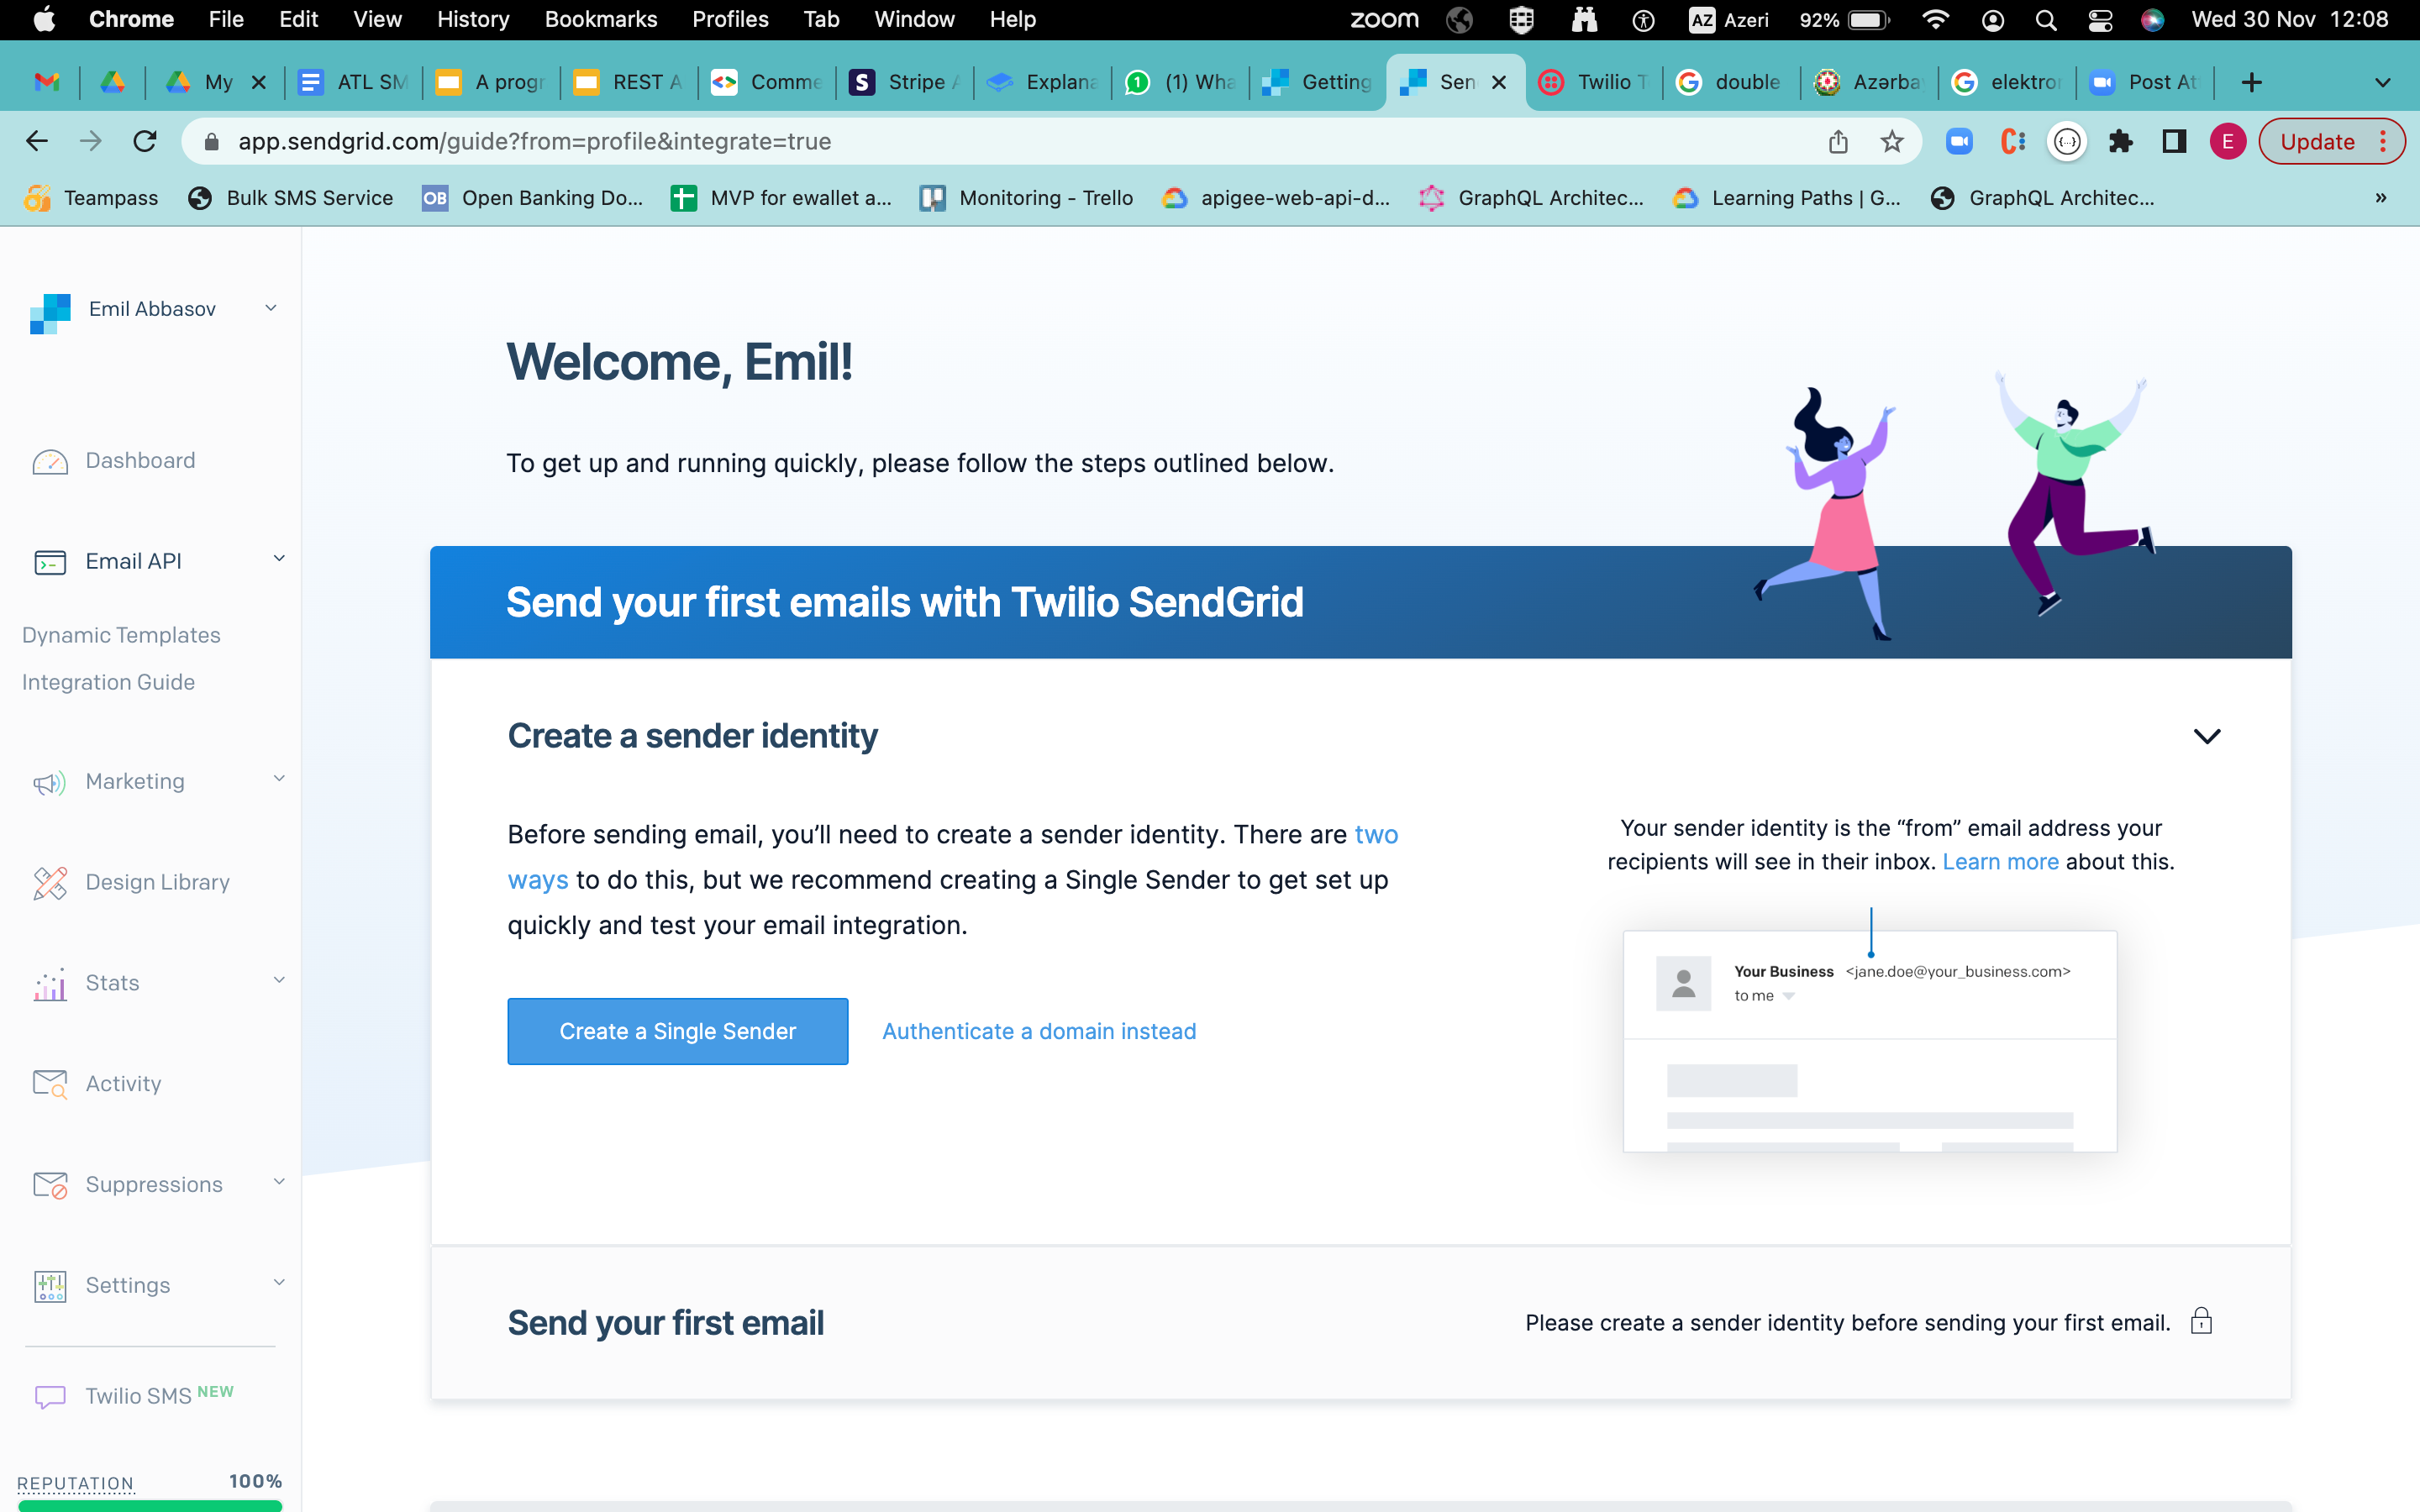 Chrome File Edit View History Bookmarks Profiles Tab Window Help zoom AZ Azeri 92% Wed 30 Nov 12:08
My ATL SM A progr REST A Comme S Stripe Explana 1 (1) Wha Getting Sen Twilio T double Azərba elektror Post At
app.sendgrid.com/guide?from=profile&integrate=true E Update
Teampass Bulk SMS Service OB Open Banking Do... MVP for ewallet a... Monitoring - Trello apigee-web-api-d... GraphQL Architec... Learning Paths | G... GraphQL Architec... »
Emil Abbasov
Dashboard
Email API
Dynamic Templates
Integration Guide
Marketing
Design Library
Stats
Activity
Suppressions
Settings
Twilio SMS NEW
REPUTATION 100%
Welcome, Emil!
To get up and running quickly, please follow the steps outlined below.
Send your first emails with Twilio SendGrid
Create a sender identity
Before sending email, you’ll need to create a sender identity. There are two
ways to do this, but we recommend creating a Single Sender to get set up
quickly and test your email integration.
Create a Single Sender Authenticate a domain instead
Your sender identity is the “from” email address your
recipients will see in their inbox. Learn more about this.
Your Business <jane.doe@your_business.com>
to me
Send your first email
Please create a sender identity before sending your first email.